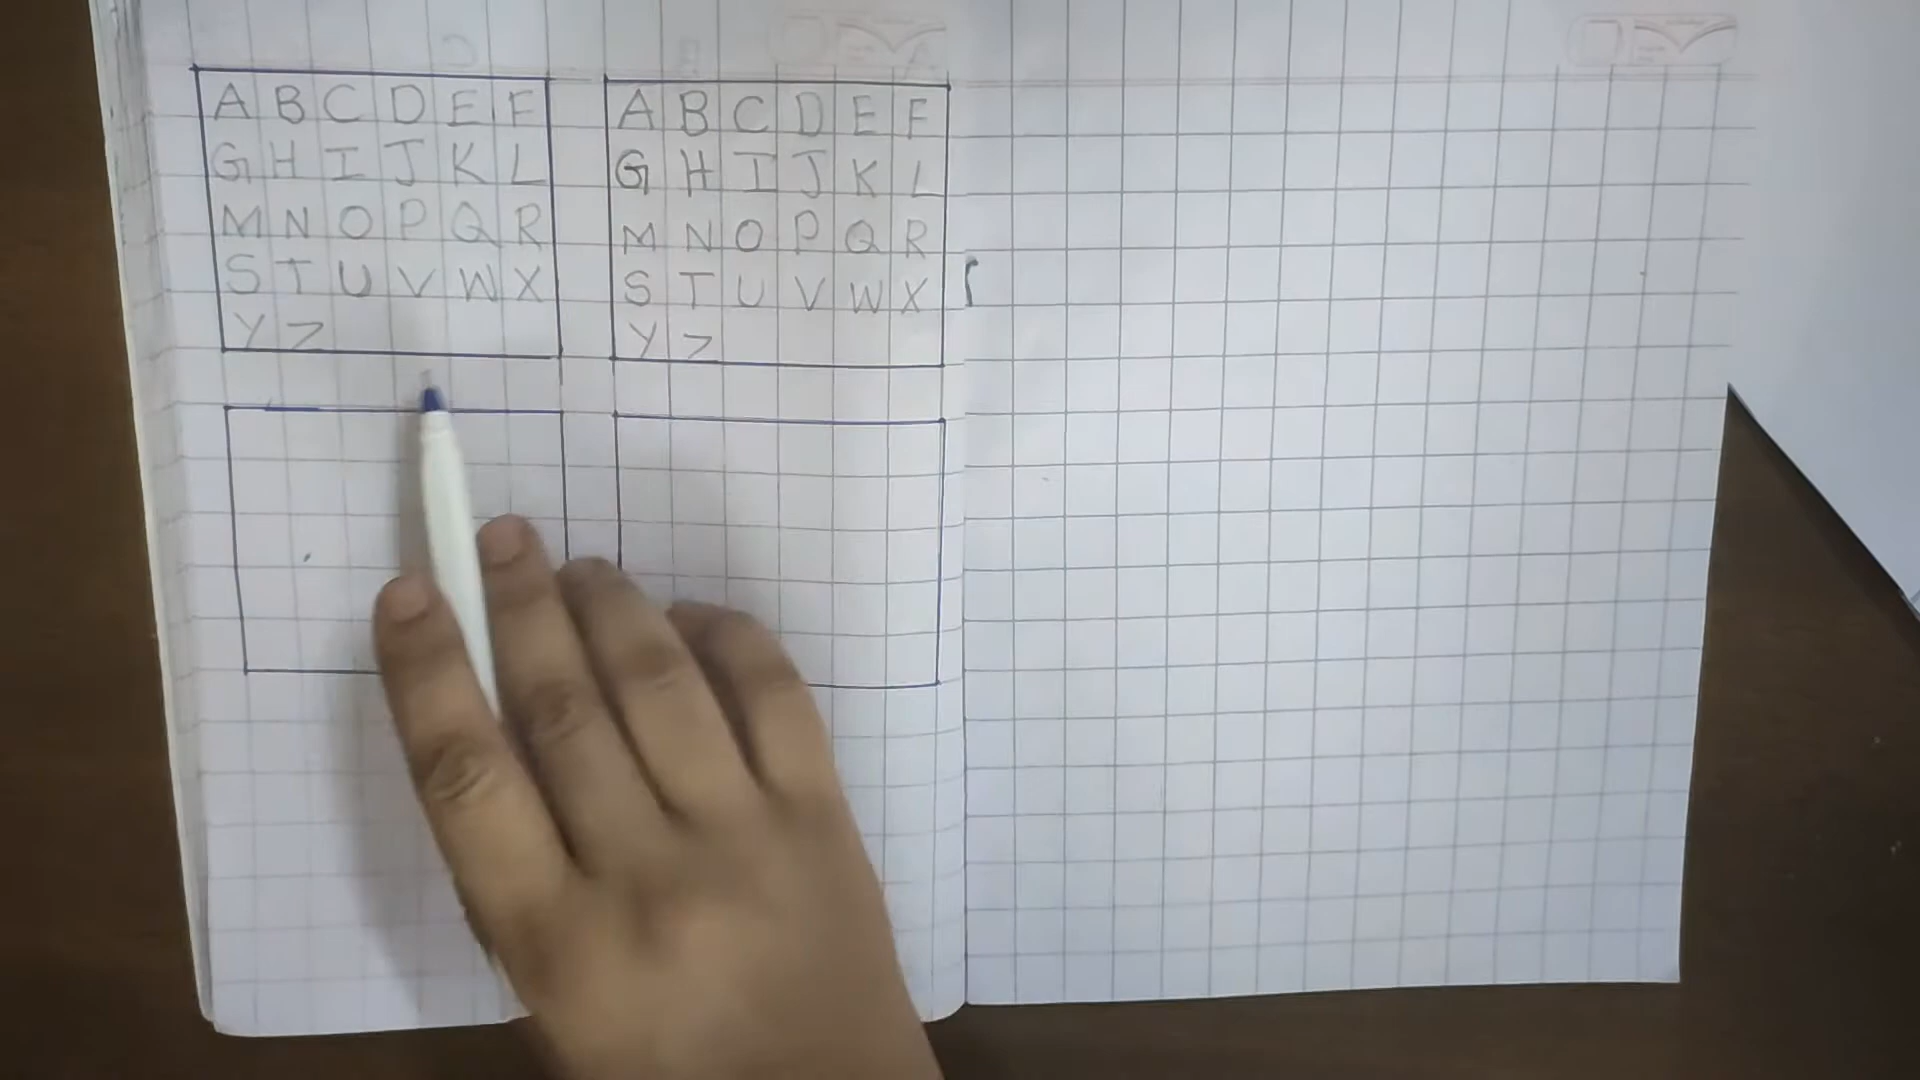 A B C D E F
G H I J K L
M N O P Q R
S T U V W X
Y Z
A B C D E F
G H I J K L
M N O P Q R
S T U V W X
Y Z